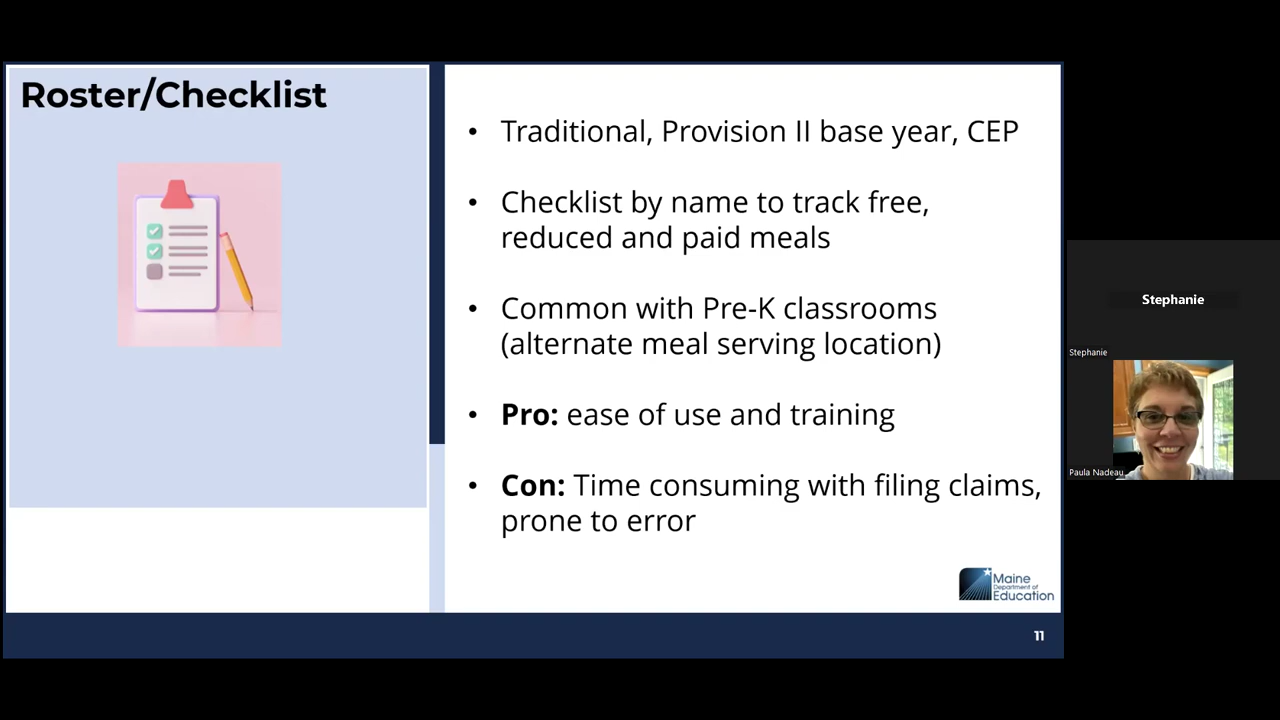 Roster/Checklist
• Traditional, Provision II base year, CEP
• Checklist by name to track free,
reduced and paid meals
• Common with Pre-K classrooms
(alternate meal serving location)
• Pro: ease of use and training
• Con: Time consuming with filing claims,
prone to error
Maine
Department of
Education
11
Stephanie
Stephanie
Paula Nadeau